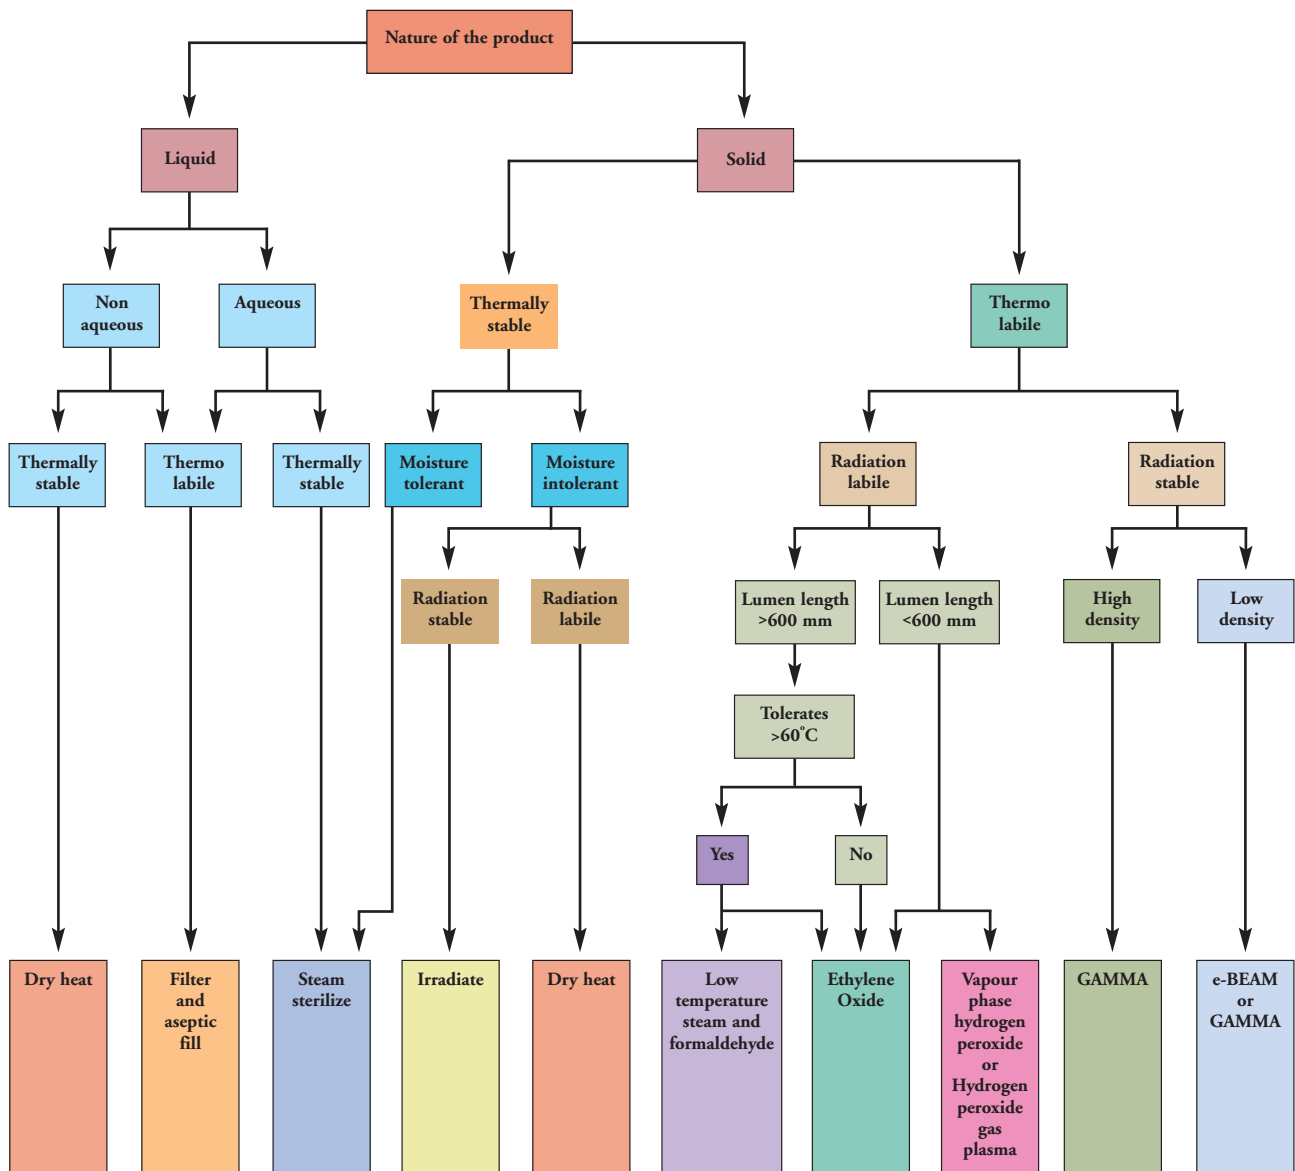 Nature of the product
Liquid
Solid
Non
aqueous
Aqueous
Thermally
stable
Thermo
labile
Thermally
stable
Thermo
labile
Thermally
stable
Moisture
tolerant
Moisture
intolerant
Radiation
labile
Radiation
stable
Radiation
stable
Radiation
labile
Lumen length
>600 mm
Lumen length
<600 mm
High
density
Low
density
Tolerates
>60°C
Yes
No
Dry heat
Filter
and
aseptic
fill
Steam
sterilize
Irradiate
Dry heat
Low
temperature
steam and
formaldehyde
Ethylene
Oxide
Vapour
phase
hydrogen
peroxide
or
Hydrogen
peroxide
gas
plasma
GAMMA
e-BEAM
or
GAMMA